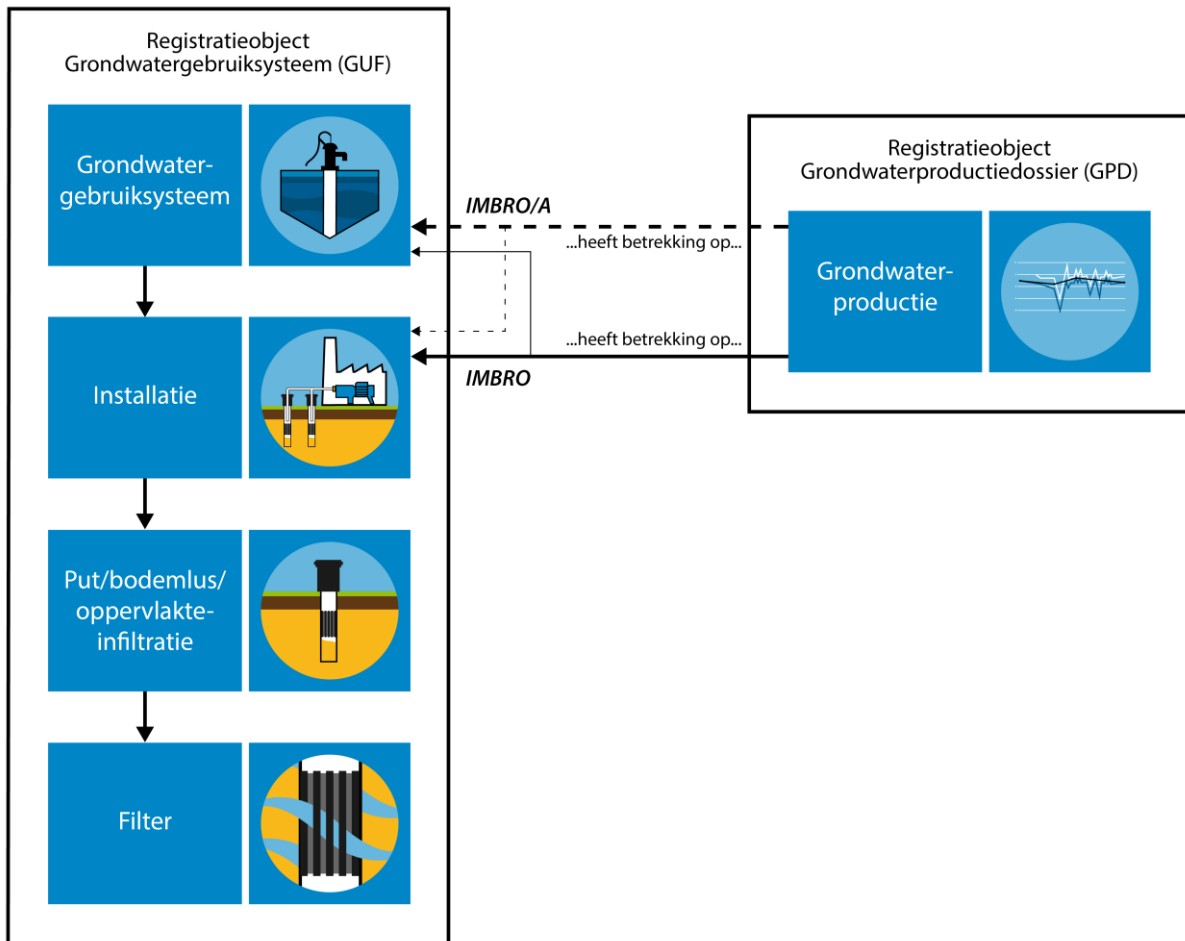 Registratieobject
Grondwatergebruiksysteem (GUF)
Grondwater-
gebruiksysteem
Installatie
Put/bodemlus/
oppervlakte-
infiltratie
Filter
IMBRO/A
...heeft betrekking op...
...heeft betrekking op...
IMBRO
Registratieobject
Grondwaterproductiedossier (GPD)
Grondwater-
productie